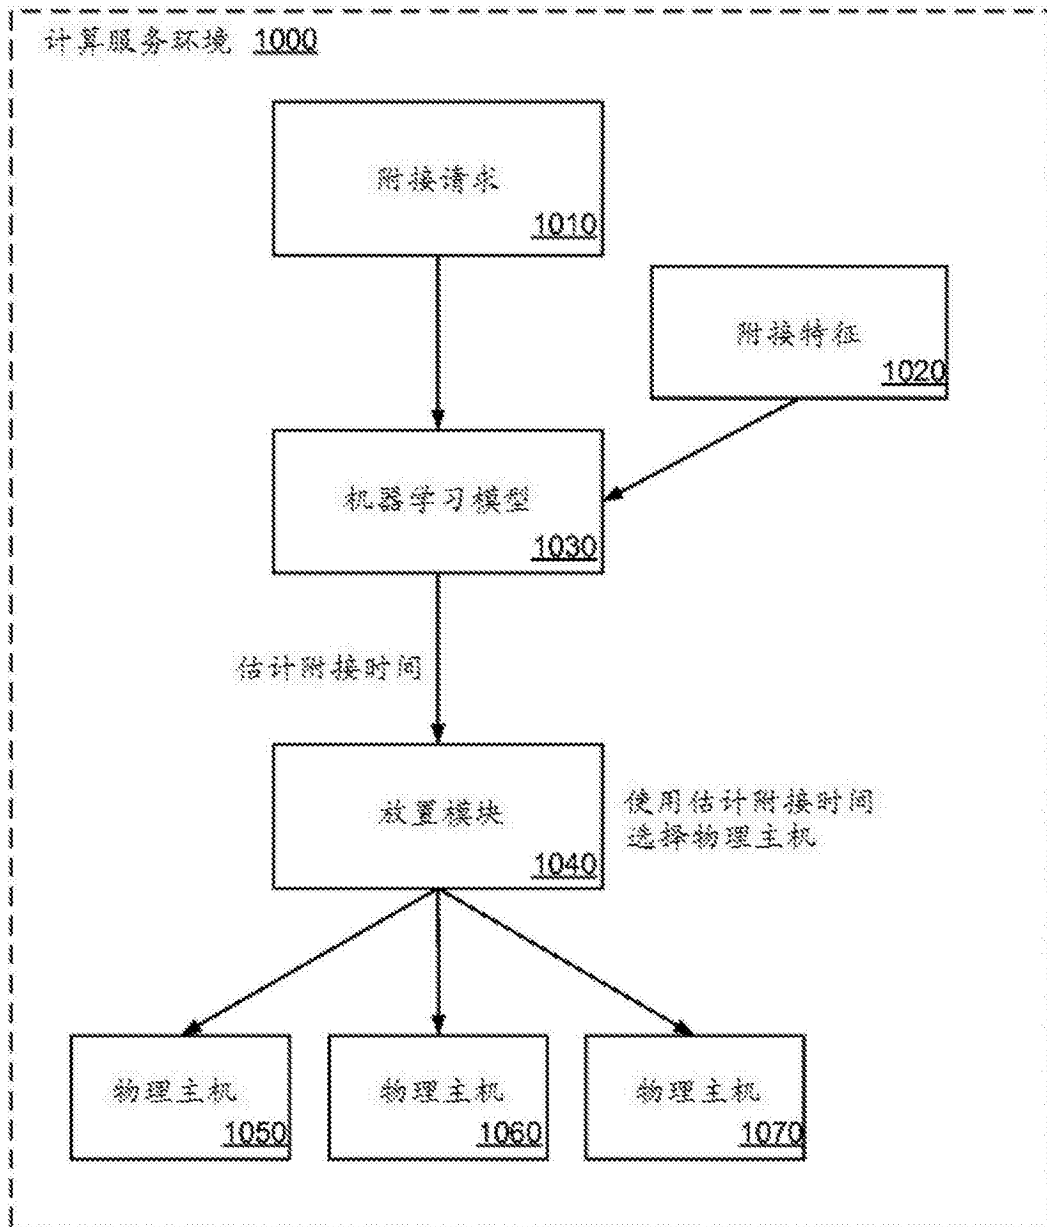 计算服务环境 1000
附接请求
1010
附接特征
1020
机器学习模型
1030
估计附接时间
放置模块
1040
使用估计附接时间
选择物理主机
物理主机
1050
物理主机
1060
物理主机
1070